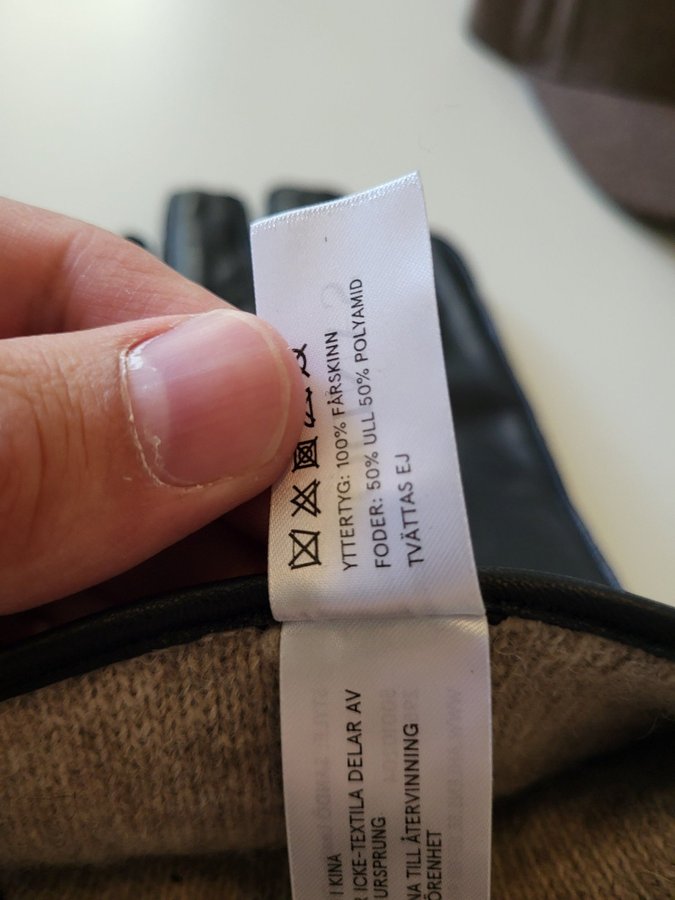 YTTERTYG: 100% FÅRSKINN
FODER: 50% ULL 50% POLYAMID
TVÄTTAS EJ
I KINA
ICKE-TEXTILA DELAR AV
URSPRUNG
TILL ÅTERVINNING